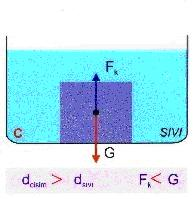 Fk
C SIVI
G
dcisim > dsıvı Fk < G